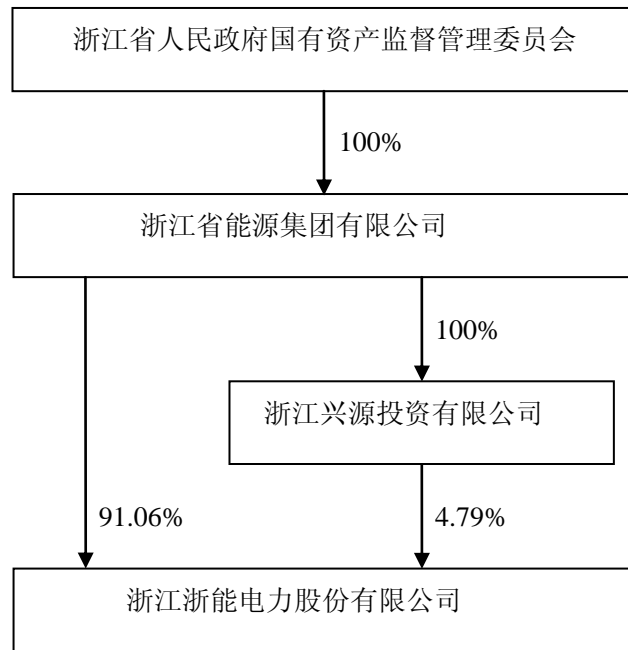 浙江省人民政府国有资产监督管理委员会
100%
浙江省能源集团有限公司
100%
浙江兴源投资有限公司
91.06%
4.79%
浙江浙能电力股份有限公司